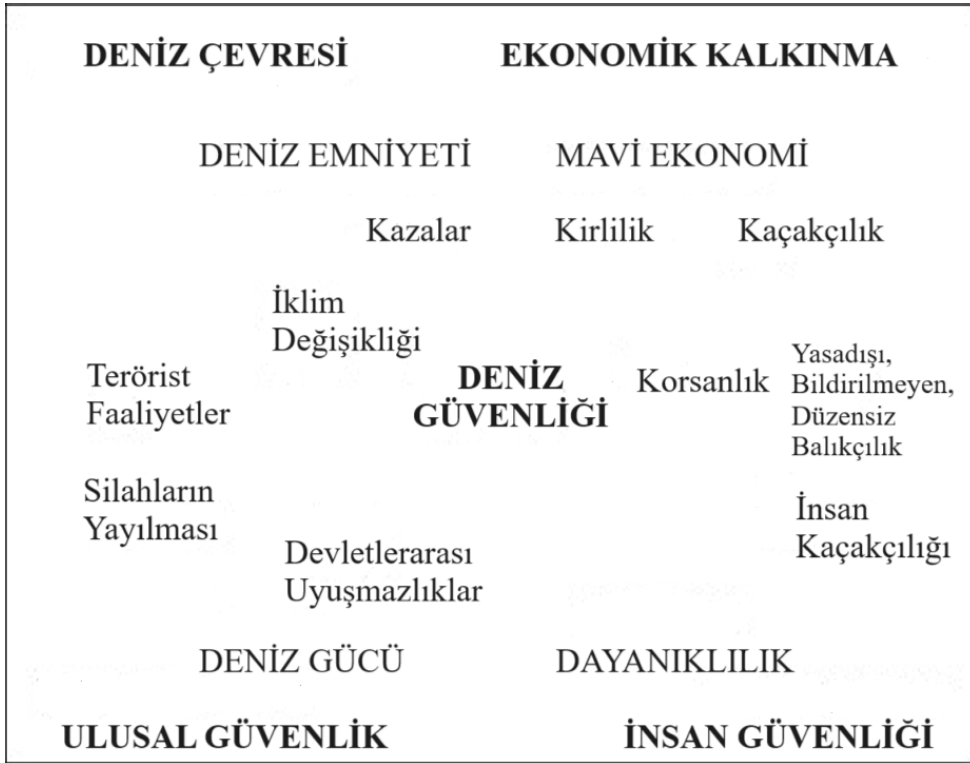 DENİZ ÇEVRESİ
EKONOMİK KALKINMA
DENİZ EMNİYETİ
MAVİ EKONOMİ
Kazalar
Kirlilik
Kaçakçılık
İklim
Değişikliği
Terörist
Faaliyetler
DENİZ
GÜVENLİĞİ
Korsanlık
Yasadışı,
Bildirilmeyen,
Düzensiz
Balıkçılık
Silahların
Yayılması
İnsan
Kaçakçılığı
Devletlerarası
Uyuşmazlıklar
DENİZ GÜCÜ
DAYANIKLILIK
ULUSAL GÜVENLİK
İNSAN GÜVENLİĞİ